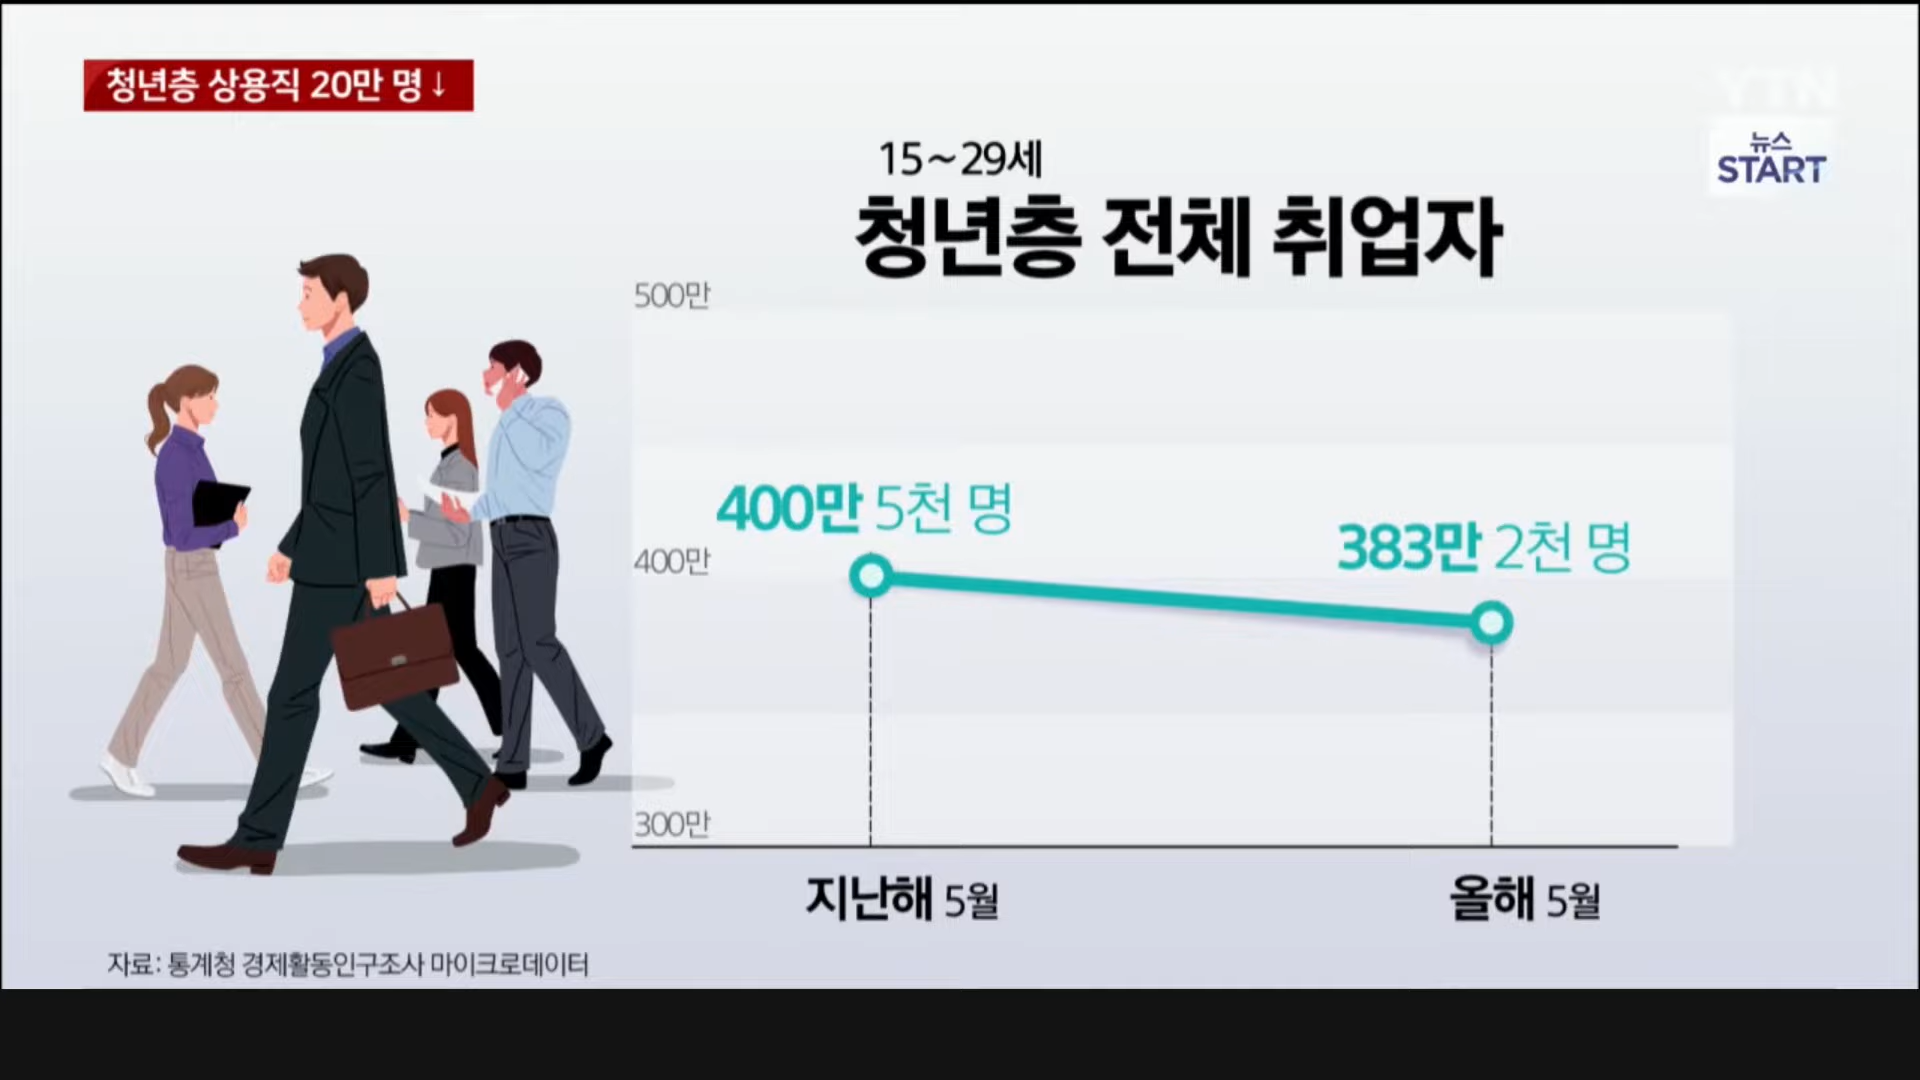 청년층 상용직 20만 명↓
YTN
뉴스
START
15~29세
청년층 전체 취업자
500만
400만 5천 명
383만 2천 명
400만
300만
지난해 5월
올해 5월
자료: 통계청 경제활동인구조사 마이크로데이터